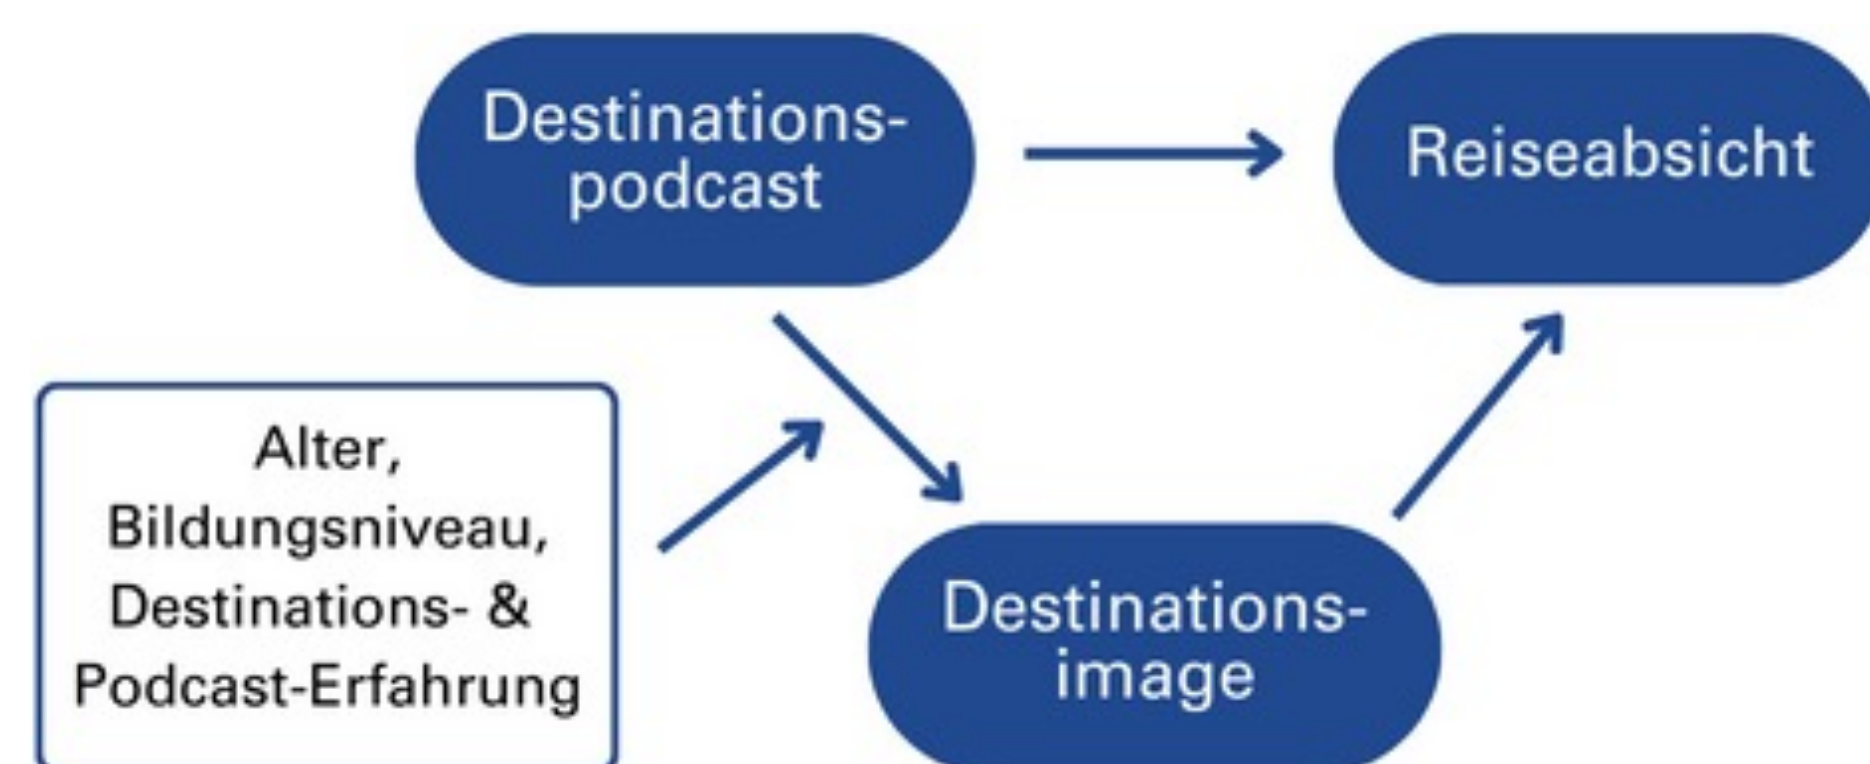 Destinations-
podcast
Reiseabsicht
Alter,
Bildungsniveau,
Destinations- &
Podcast-Erfahrung
Destinations-
image